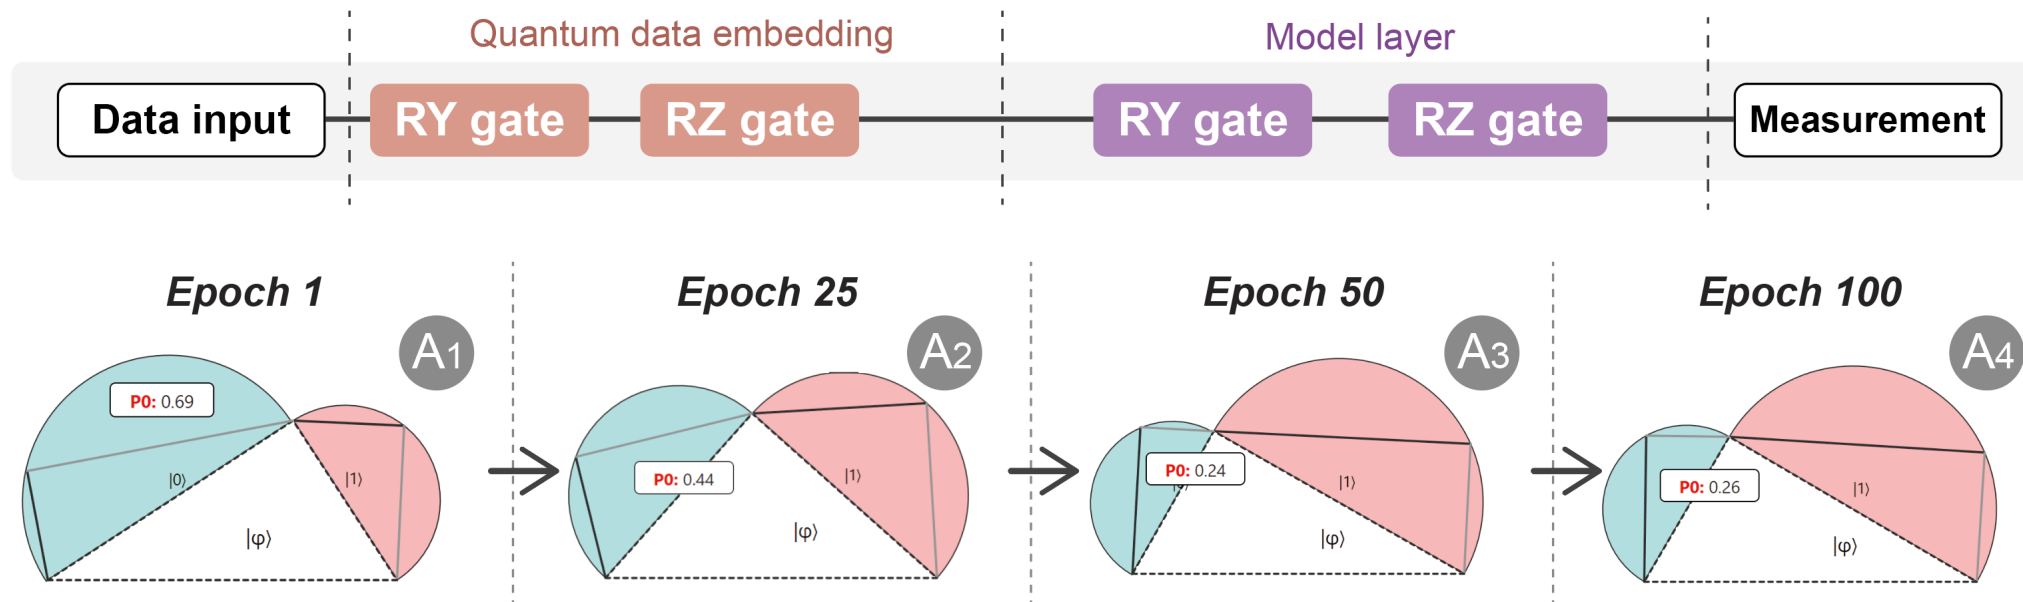 Quantum data embedding
Model layer
Data input
RY gate
RZ gate
RY gate
RZ gate
Measurement
Epoch 1
Epoch 25
Epoch 50
Epoch 100
A1
A2
A3
A4
P0: 0.69
|0⟩
|1⟩
|φ⟩
P0: 0.44
|1⟩
|φ⟩
P0: 0.24
|1⟩
|φ⟩
P0: 0.26
|1⟩
|φ⟩